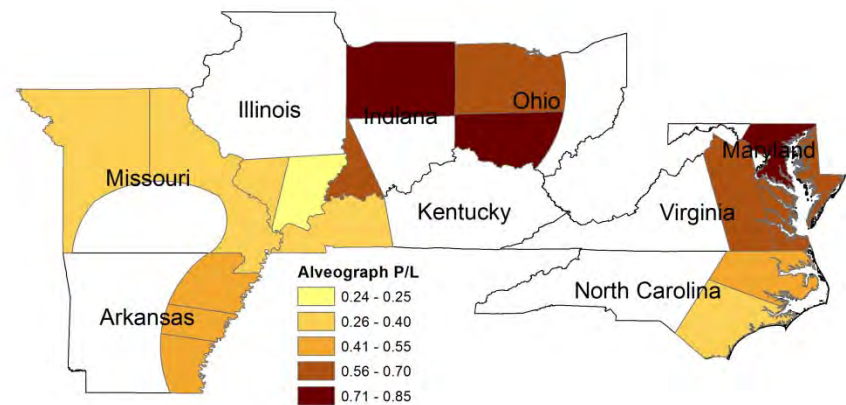 Illinois
Indiana
Ohio
Missouri
Maryland
Kentucky
Virginia
Arkansas
North Carolina
Alveograph P/L
0.24 - 0.25
0.26 - 0.40
0.41 - 0.55
0.56 - 0.70
0.71 - 0.85